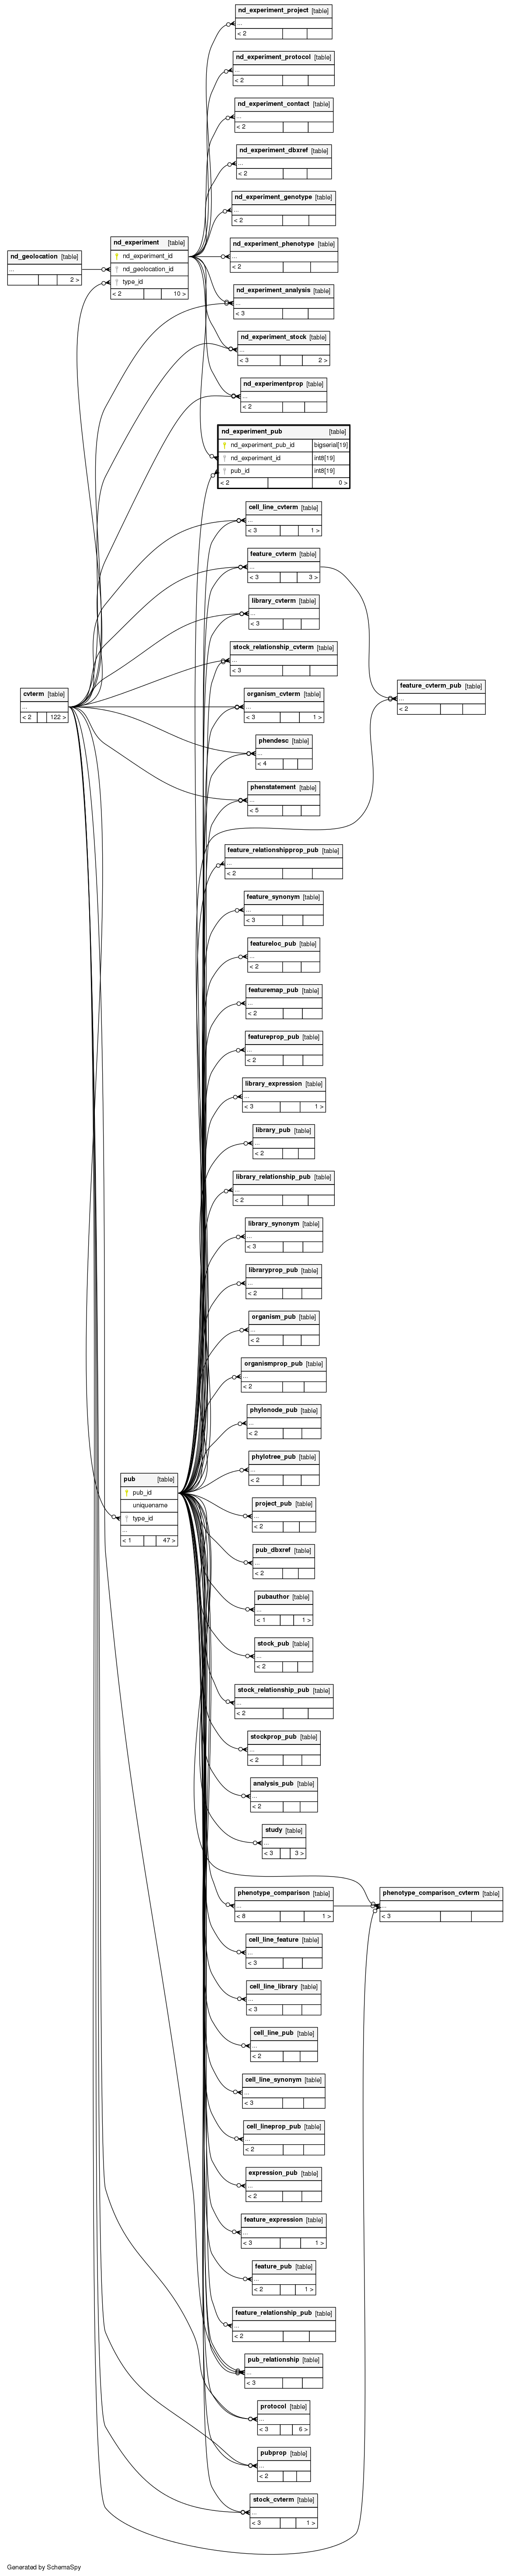 nd_experiment_project [table]
...
< 2
nd_experiment_protocol [table]
...
< 2
nd_experiment_contact [table]
...
< 2
nd_experiment_dbxref [table]
...
< 2
nd_experiment_genotype [table]
...
< 2
nd_experiment_phenotype [table]
...
< 2
nd_geolocation [table]
...
2 >
nd_experiment [table]
nd_experiment_id
nd_geolocation_id
type_id
< 2 10 >
nd_experiment_analysis [table]
...
< 3
nd_experiment_stock [table]
...
< 3 2 >
nd_experimentprop [table]
...
< 2
nd_experiment_pub [table]
nd_experiment_pub_id bigserial[19]
nd_experiment_id int8[19]
pub_id int8[19]
< 2 0 >
cell_line_cvterm [table]
...
< 3 1 >
feature_cvterm [table]
...
< 3 3 >
library_cvterm [table]
...
< 3
stock_relationship_cvterm [table]
...
< 3
cvterm [table]
...
< 2 122 >
organism_cvterm [table]
...
< 3 1 >
feature_cvterm_pub [table]
...
< 2
phendesc [table]
...
< 4
phenstatement [table]
...
< 5
feature_relationshipprop_pub [table]
...
< 2
feature_synonym [table]
...
< 3
featureloc_pub [table]
...
< 2
featuremap_pub [table]
...
< 2
featureprop_pub [table]
...
< 2
library_expression [table]
...
< 3 1 >
library_pub [table]
...
< 2
library_relationship_pub [table]
...
< 2
library_synonym [table]
...
< 3
libraryprop_pub [table]
...
< 2
organism_pub [table]
...
< 2
organismprop_pub [table]
...
< 2
phylonode_pub [table]
...
< 2
phylotree_pub [table]
...
< 2
pub [table]
pub_id
uniquename
type_id
...
< 1 47 >
project_pub [table]
...
< 2
pub_dbxref [table]
...
< 2
pubauthor [table]
...
< 1 1 >
stock_pub [table]
...
< 2
stock_relationship_pub [table]
...
< 2
stockprop_pub [table]
...
< 2
analysis_pub [table]
...
< 2
study [table]
...
< 3 3 >
phenotype_comparison [table]
...
< 8 1 >
phenotype_comparison_cvterm [table]
...
< 3
cell_line_feature [table]
...
< 3
cell_line_library [table]
...
< 3
cell_line_pub [table]
...
< 2
cell_line_synonym [table]
...
< 3
cell_lineprop_pub [table]
...
< 2
expression_pub [table]
...
< 2
feature_expression [table]
...
< 3 1 >
feature_pub [table]
...
< 2 1 >
feature_relationship_pub [table]
...
< 2
pub_relationship [table]
...
< 3
protocol [table]
...
< 3 6 >
pubprop [table]
...
< 2
stock_cvterm [table]
...
< 3 1 >
Generated by SchemaSpy